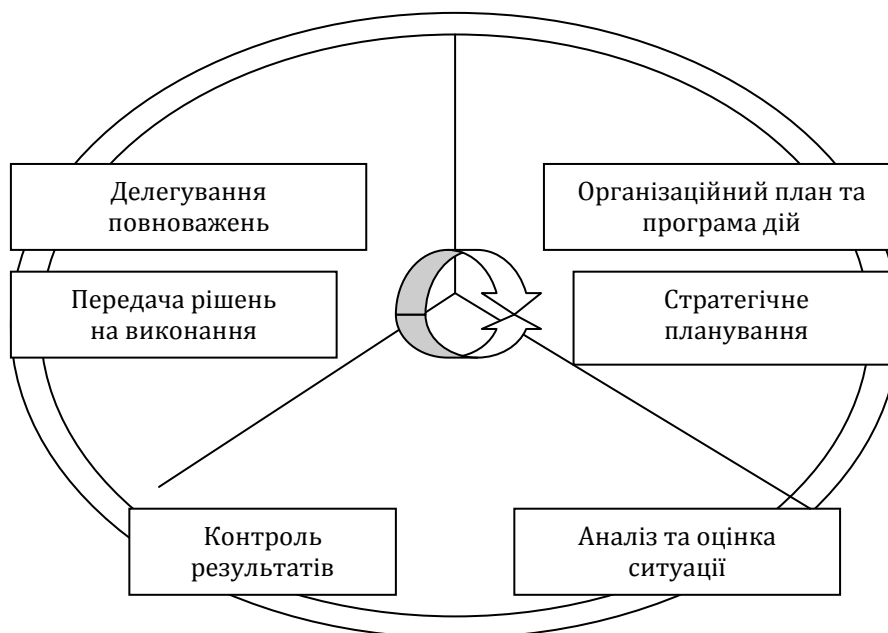 Делегування
повноважень
Організаційний план та
програма дій
Передача рішень
на виконання
Стратегічне
планування
Контроль
результатів
Аналіз та оцінка
ситуації